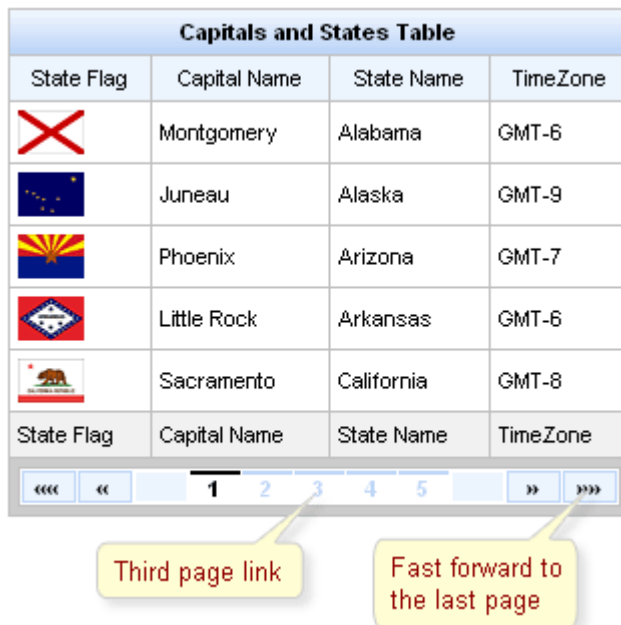 Capitals and States Table
State Flag Capital Name State Name TimeZone
Montgomery Alabama GMT-6
Juneau Alaska GMT-9
Phoenix Arizona GMT-7
Little Rock Arkansas GMT-6
Sacramento California GMT-8
State Flag Capital Name State Name TimeZone
«« « 1 2 3 4 5 » »»
Third page link
Fast forward to
the last page